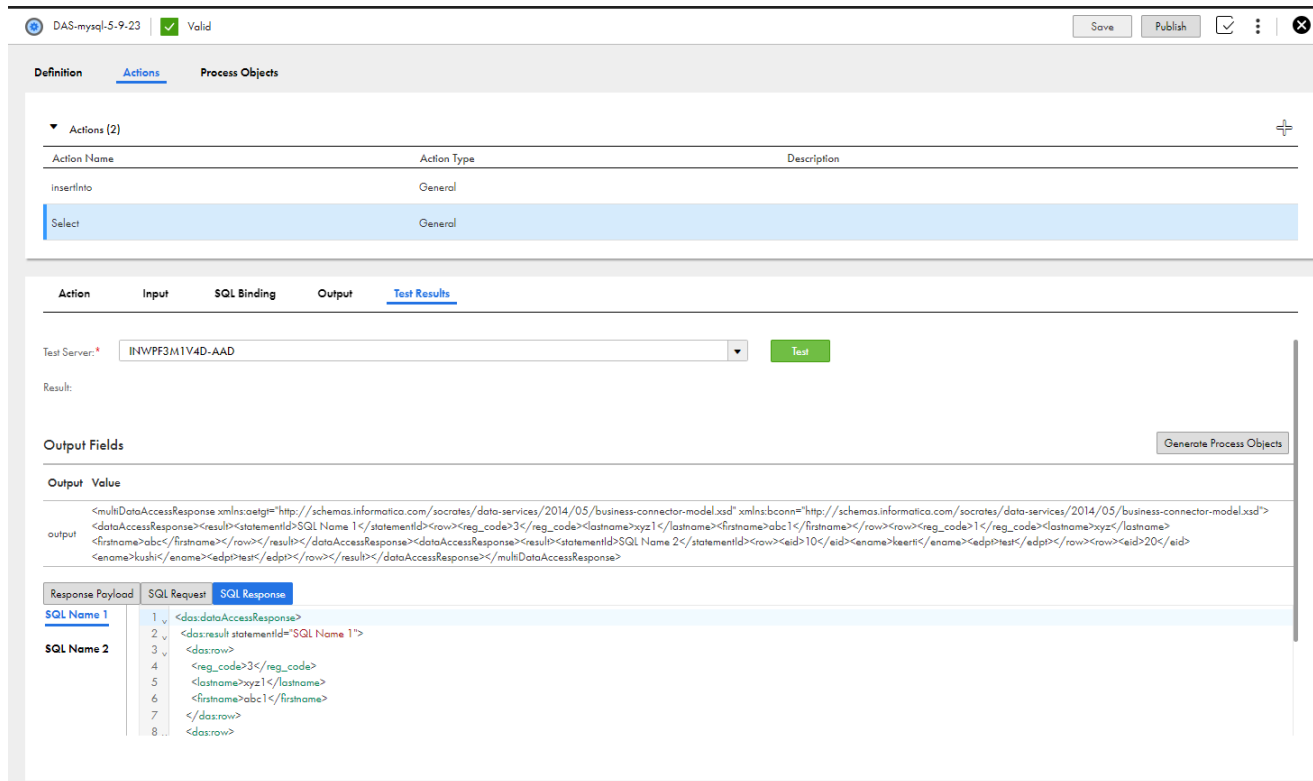 DAS-mysql-5-9-23 Valid Save Publish
Definition Actions Process Objects
Actions (2)
Action Name Action Type Description
insertInto General
Select General
Action Input SQL Binding Output Test Results
Test Server:* INWPF3M1V4D-AAD Test
Result:
Output Fields Generate Process Objects
Output Value
<multiDataAccessResponse xmlns:aetgt="http://schemas.informatica.com/socrates/data-services/2014/05/business-connector-model.xsd" xmlns:bconn="http://schemas.informatica.com/socrates/data-services/2014/05/business-connector-model.xsd">
<dataAccessResponse><result><statementId>SQL Name 1</statementId><row><reg_code>3</reg_code><lastname>xyz1</lastname><firstname>abc1</firstname></row><row><reg_code>1</reg_code><lastname>xyz</lastname>
output <firstname>abc</firstname></row></result></dataAccessResponse><dataAccessResponse><result><statementId>SQL Name 2</statementId><row><eid>10</eid><ename>keerti</ename><edpt>test</edpt></row><row><eid>20</eid>
<ename>kushi</ename><edpt>test</edpt></row></result></dataAccessResponse></multiDataAccessResponse>
Response Payload SQL Request SQL Response
SQL Name 1
SQL Name 2
1 <das:dataAccessResponse>
2 <das:result statementId="SQL Name 1">
3 <das:row>
4 <reg_code>3</reg_code>
5 <lastname>xyz1</lastname>
6 <firstname>abc1</firstname>
7 </das:row>
8 <das:row>